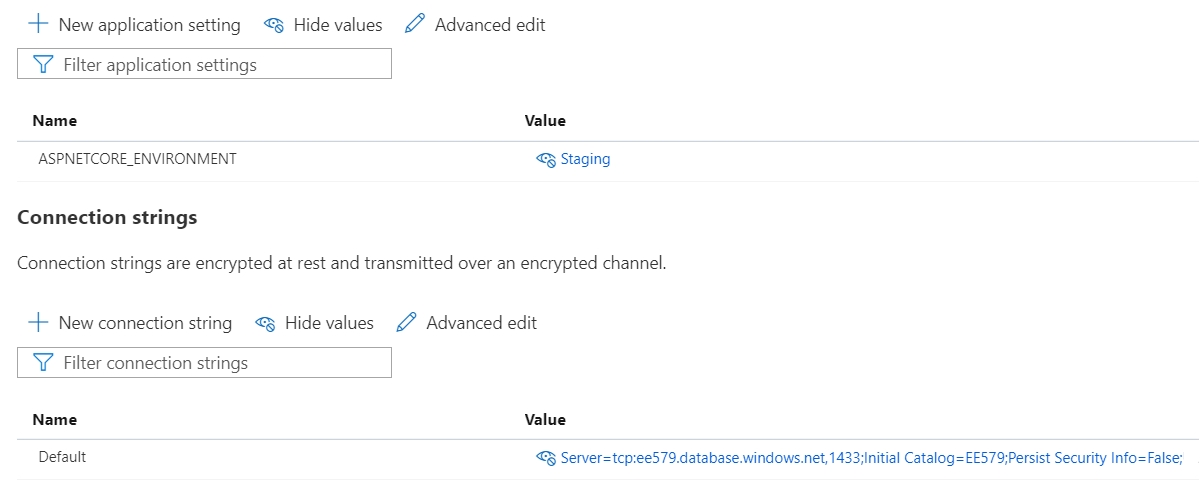 New application setting Hide values Advanced edit
Filter application settings
Name Value
ASPNETCORE_ENVIRONMENT Staging
Connection strings
Connection strings are encrypted at rest and transmitted over an encrypted channel.
New connection string Hide values Advanced edit
Filter connection strings
Name Value
Default Server=tcp:ee579.database.windows.net,1433;Initial Catalog=EE579;Persist Security Info=False;